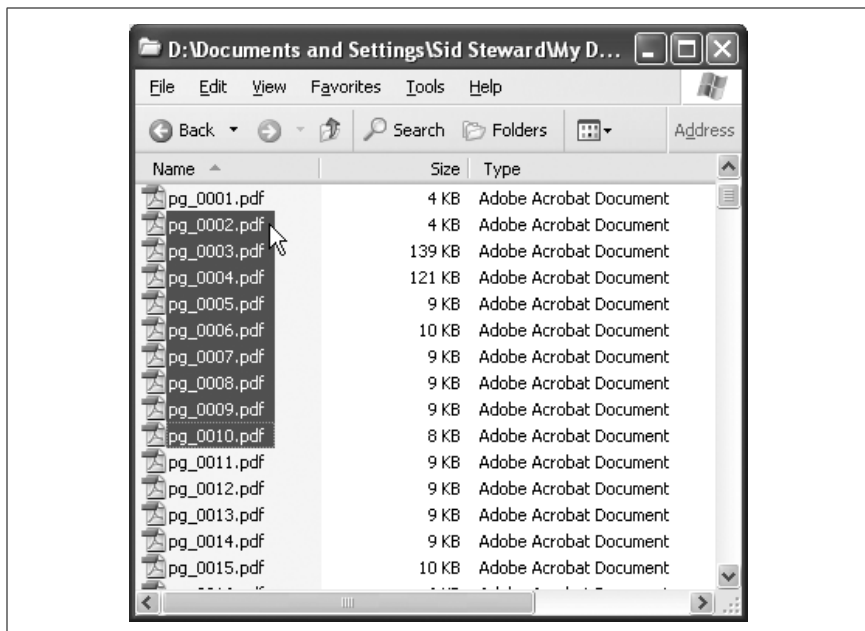 D:\Documents and Settings\Sid Steward\My D...
File Edit View Favorites Tools Help
Back Search Folders Address
Name Size Type
pg_0001.pdf 4 KB Adobe Acrobat Document
pg_0002.pdf 4 KB Adobe Acrobat Document
pg_0003.pdf 139 KB Adobe Acrobat Document
pg_0004.pdf 121 KB Adobe Acrobat Document
pg_0005.pdf 9 KB Adobe Acrobat Document
pg_0006.pdf 10 KB Adobe Acrobat Document
pg_0007.pdf 9 KB Adobe Acrobat Document
pg_0008.pdf 9 KB Adobe Acrobat Document
pg_0009.pdf 9 KB Adobe Acrobat Document
pg_0010.pdf 8 KB Adobe Acrobat Document
pg_0011.pdf 9 KB Adobe Acrobat Document
pg_0012.pdf 9 KB Adobe Acrobat Document
pg_0013.pdf 9 KB Adobe Acrobat Document
pg_0014.pdf 9 KB Adobe Acrobat Document
pg_0015.pdf 10 KB Adobe Acrobat Document